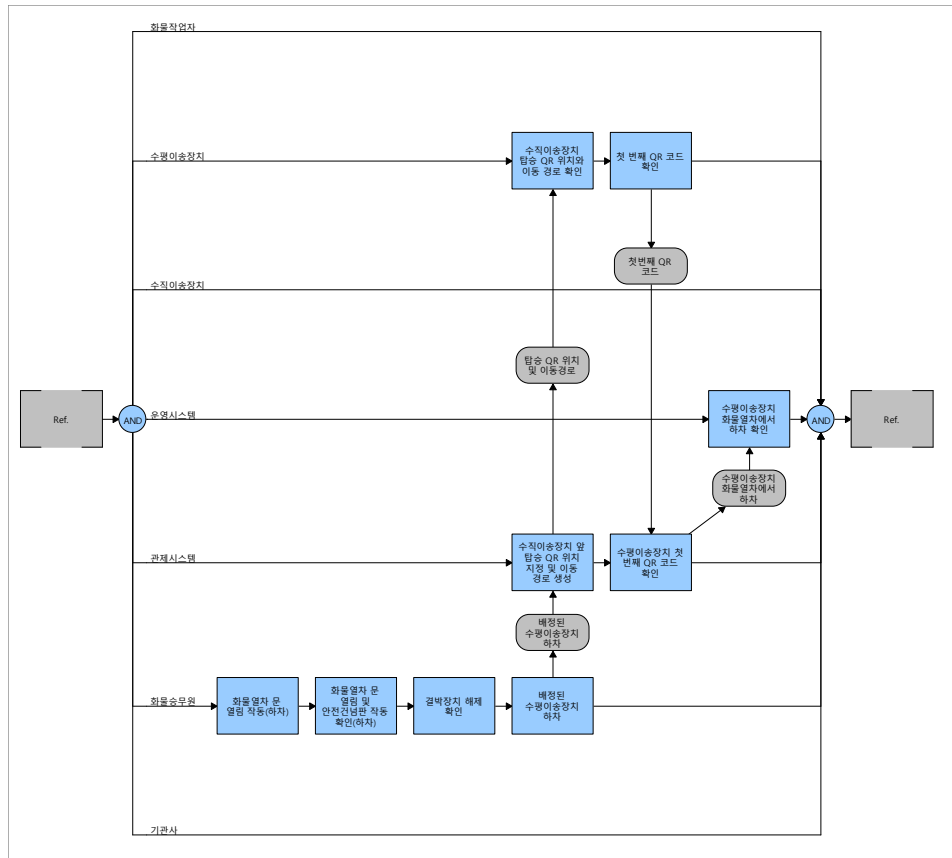 화물작업자
수평이송장치
수직이송장치
탑승 QR 위치와
이동 경로 확인
첫 번째 QR 코드
확인
첫번째 QR
코드
수직이송장치
탑승 QR 위치
및 이동경로
Ref.
AND
운영시스템
수평이송장치
화물열차에서
하차 확인
AND
Ref.
수평이송장치
화물열차에서
하차
관제시스템
수직이송장치 앞
탑승 QR 위치
지정 및 이동
경로 생성
수평이송장치 첫
번째 QR 코드
확인
배정된
수평이송장치
하차
화물승무원
화물열차 문
열림 작동(하차)
화물열차 문
열림 및
안전건념판 작동
확인(하차)
결박장치 해제
확인
배정된
수평이송장치
하차
기관사